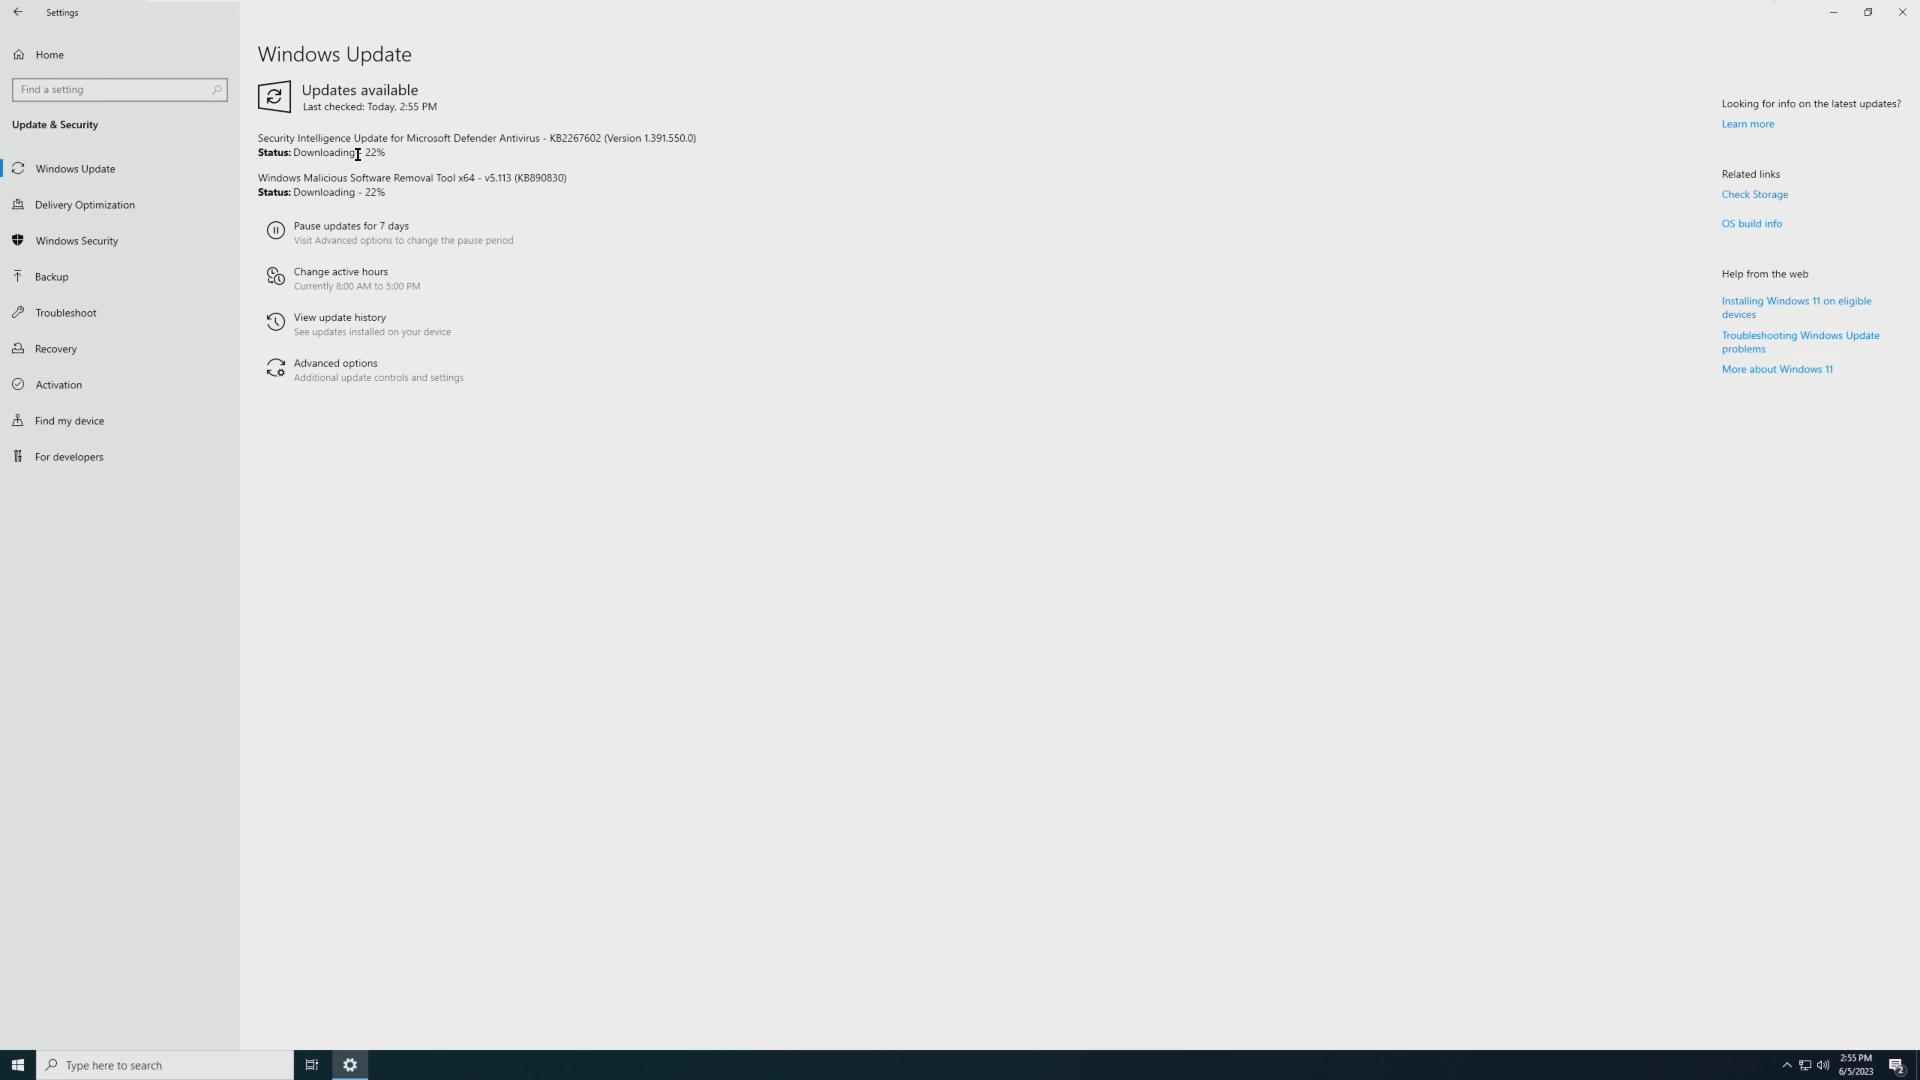 Settings
Home
Find a setting
Update & Security
Windows Update
Delivery Optimization
Windows Security
Backup
Troubleshoot
Recovery
Activation
Find my device
For developers
Windows Update
Updates available
Last checked: Today, 2:55 PM
Security Intelligence Update for Microsoft Defender Antivirus - KB2267602 (Version 1.391.550.0)
Status: Downloading - 22%
Windows Malicious Software Removal Tool x64 - v5.113 (KB890830)
Status: Downloading - 22%
Pause updates for 7 days
Visit Advanced options to change the pause period
Change active hours
Currently 8:00 AM to 5:00 PM
View update history
See updates installed on your device
Advanced options
Additional update controls and settings
Looking for info on the latest updates?
Learn more
Related links
Check Storage
OS build info
Help from the web
Installing Windows 11 on eligible
devices
Troubleshooting Windows Update
problems
More about Windows 11
Type here to search
2:55 PM
6/5/2023
2